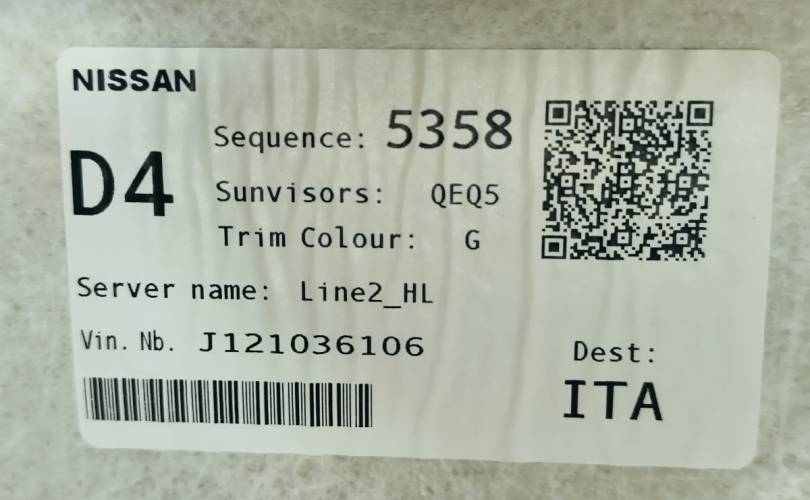 NISSAN
D4
Sequence: 5358
Sunvisors: QEQ5
Trim Colour: G
Server name: Line2_HL
Vin. Nb. J121036106
Dest:
ITA